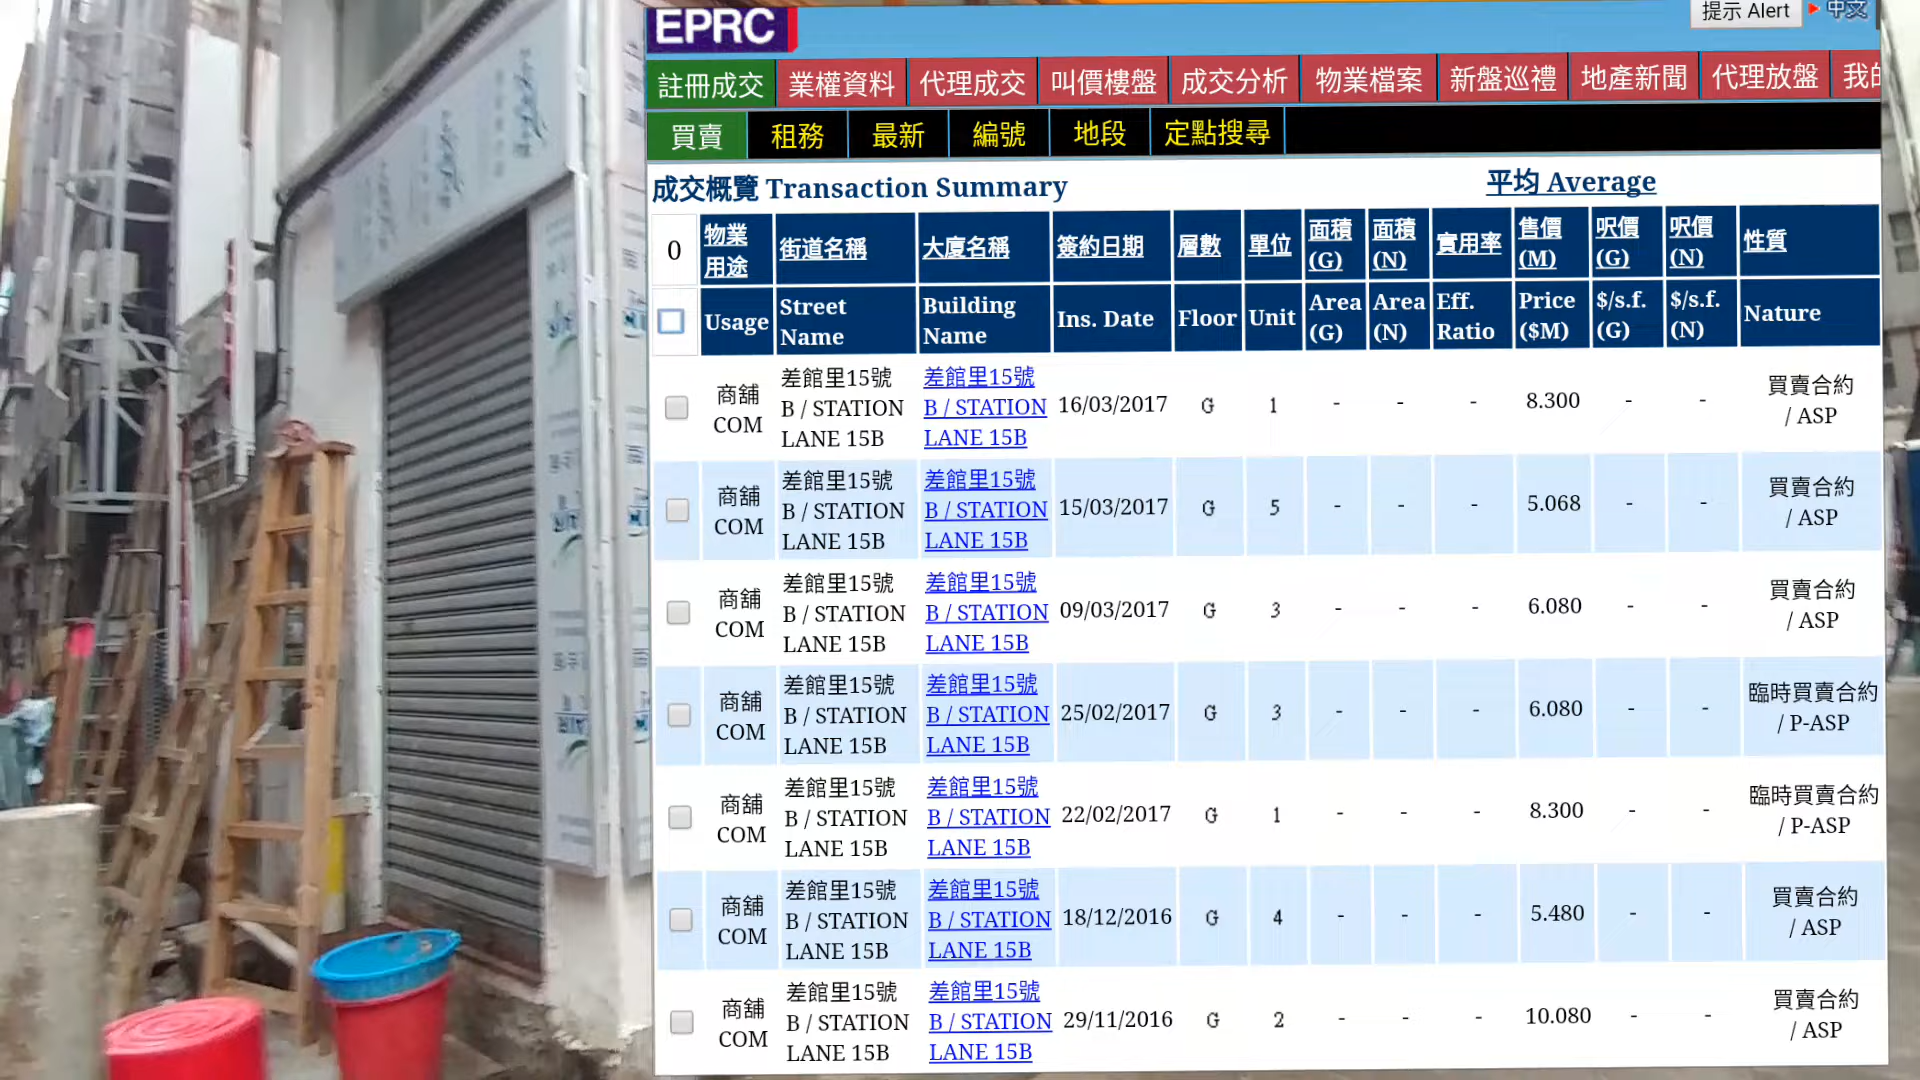 EPRC
提示 Alert
中文
註冊成交 業權資料 代理成交 叫價樓盤 成交分析 物業檔案 新盤巡禮 地產新聞 代理放盤
買賣 租務 最新 編號 地段 定點搜尋
成交概覽 Transaction Summary 平均 Average
0 物業用途 街道名稱 大廈名稱 簽約日期 層數 單位 面積(G) 面積(N) 實用率 售價(M) 呎價(G) 呎價(N) 性質
Usage Street Name Building Name Ins. Date Floor Unit Area (G) Area (N) Eff. Ratio Price ($M) $/s.f. (G) $/s.f. (N) Nature
商舖 COM 差館里15號 B / STATION LANE 15B 差館里15號 B / STATION LANE 15B 16/03/2017 G 1 - - - 8.300 - - 買賣合約 / ASP
商舖 COM 差館里15號 B / STATION LANE 15B 差館里15號 B / STATION LANE 15B 15/03/2017 G 5 - - - 5.068 - - 買賣合約 / ASP
商舖 COM 差館里15號 B / STATION LANE 15B 差館里15號 B / STATION LANE 15B 09/03/2017 G 3 - - - 6.080 - - 買賣合約 / ASP
商舖 COM 差館里15號 B / STATION LANE 15B 差館里15號 B / STATION LANE 15B 25/02/2017 G 3 - - - 6.080 - - 臨時買賣合約 / P-ASP
商舖 COM 差館里15號 B / STATION LANE 15B 差館里15號 B / STATION LANE 15B 22/02/2017 G 1 - - - 8.300 - - 臨時買賣合約 / P-ASP
商舖 COM 差館里15號 B / STATION LANE 15B 差館里15號 B / STATION LANE 15B 18/12/2016 G 4 - - - 5.480 - - 買賣合約 / ASP
商舖 COM 差館里15號 B / STATION LANE 15B 差館里15號 B / STATION LANE 15B 29/11/2016 G 2 - - - 10.080 - - 買賣合約 / ASP